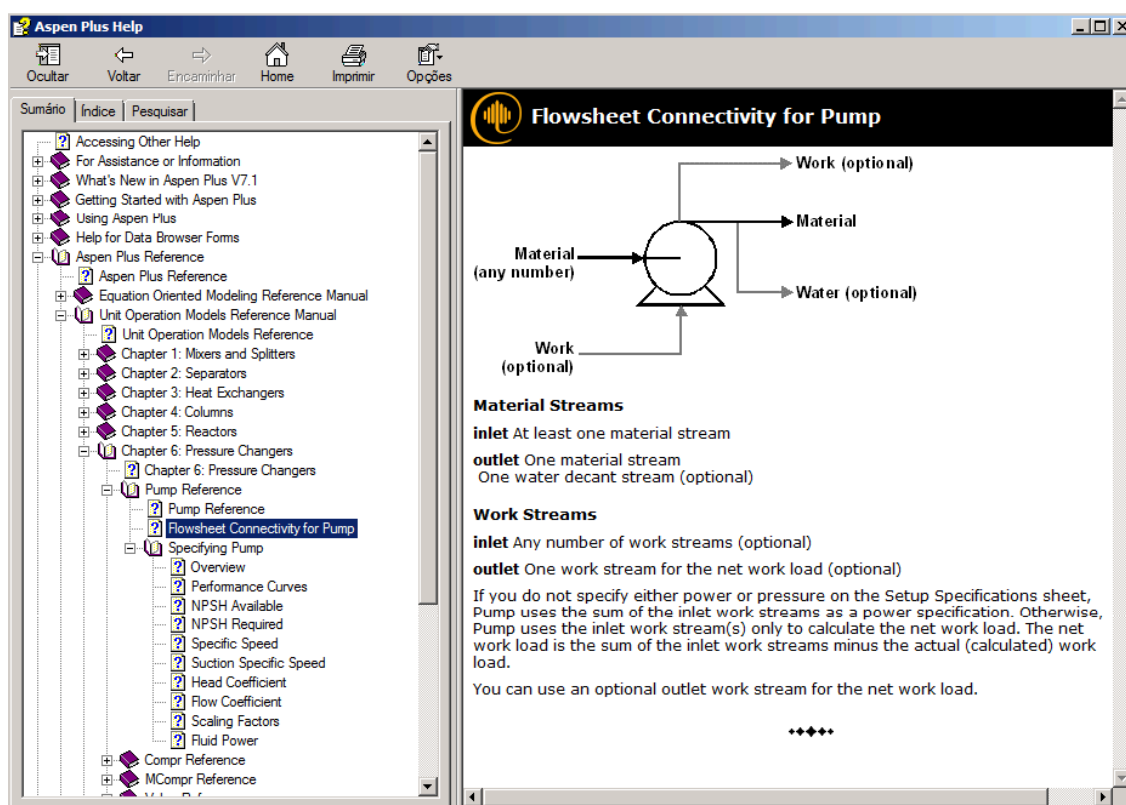 Aspen Plus Help
Ocultar Voltar Encaminhar Home Imprimir Opções
Sumário Índice Pesquisar
Accessing Other Help
For Assistance or Information
What's New in Aspen Plus V7.1
Getting Started with Aspen Plus
Using Aspen Plus
Help for Data Browser Forms
Aspen Plus Reference
Aspen Plus Reference
Equation Oriented Modeling Reference Manual
Unit Operation Models Reference Manual
Unit Operation Models Reference
Chapter 1: Mixers and Splitters
Chapter 2: Separators
Chapter 3: Heat Exchangers
Chapter 4: Columns
Chapter 5: Reactors
Chapter 6: Pressure Changers
Chapter 6: Pressure Changers
Pump Reference
Pump Reference
Flowsheet Connectivity for Pump
Specifying Pump
Overview
Performance Curves
NPSH Available
NPSH Required
Specific Speed
Suction Specific Speed
Head Coefficient
Flow Coefficient
Scaling Factors
Fluid Power
Compr Reference
MCompr Reference
Flowsheet Connectivity for Pump
Work (optional)
Material
Material
(any number)
Water (optional)
Work
(optional)
Material Streams
inlet At least one material stream
outlet One material stream
One water decant stream (optional)
Work Streams
inlet Any number of work streams (optional)
outlet One work stream for the net work load (optional)
If you do not specify either power or pressure on the Setup Specifications sheet,
Pump uses the sum of the inlet work streams as a power specification. Otherwise,
Pump uses the inlet work stream(s) only to calculate the net work load. The net
work load is the sum of the inlet work streams minus the actual (calculated) work
load.
You can use an optional outlet work stream for the net work load.